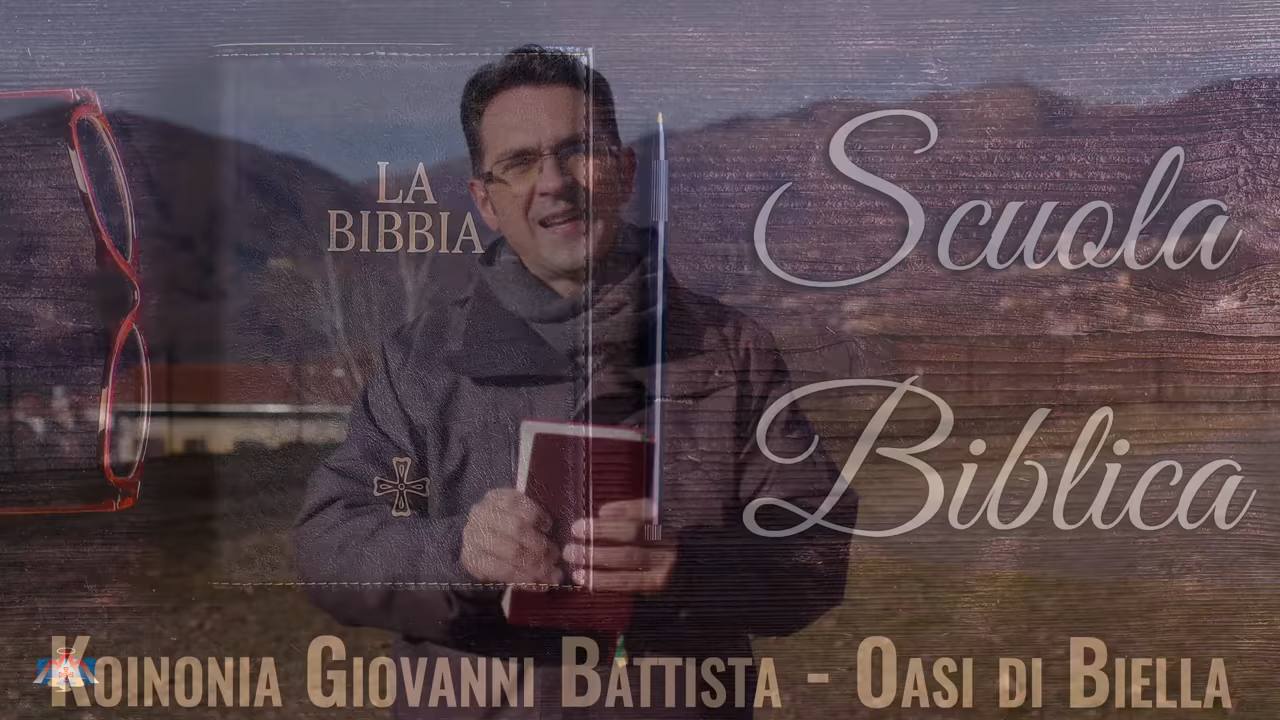 LA
BIBBIA
Scuola
Biblica
KOINONIA GIOVANNI BATTISTA - OASI DI BIELLA